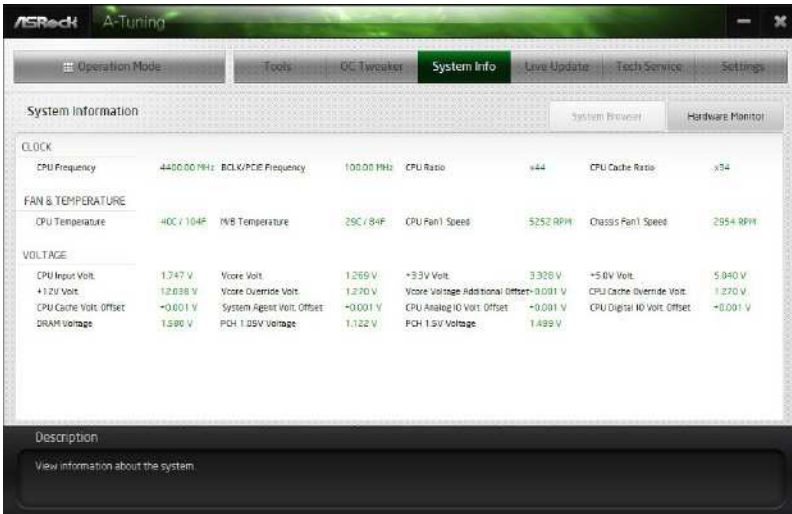 ASRock A-Tuning
Operation Mode Tools OC Tweaker System Info Live Update Tech Service Settings
System Information System Browser Hardware Monitor
CLOCK
CPU Frequency 4400.00 MHz BCLK/PCIE Frequency 100.00 MHz CPU Ratio x44 CPU Cache Ratio x34
FAN & TEMPERATURE
CPU Temperature 40C / 104F M/B Temperature 29C / 84F CPU Fan1 Speed 5252 RPM Chassis Fan1 Speed 2954 RPM
VOLTAGE
CPU Input Volt. 1.747 V Vcore Volt. 1.269 V +3.3V Volt. 3.328 V +5.0V Volt. 5.040 V
+12V Volt. 12.038 V Vcore Override Volt. 1.270 V Vcore Voltage Additional Offset +0.001 V CPU Cache Override Volt. 1.270 V
CPU Cache Volt. Offset +0.001 V System Agent Volt. Offset +0.001 V CPU Analog IO Volt. Offset +0.001 V CPU Digital IO Volt. Offset +0.001 V
DRAM Voltage 1.580 V PCH 1.05V Voltage 1.122 V PCH 1.5V Voltage 1.499 V
Description
View information about the system.